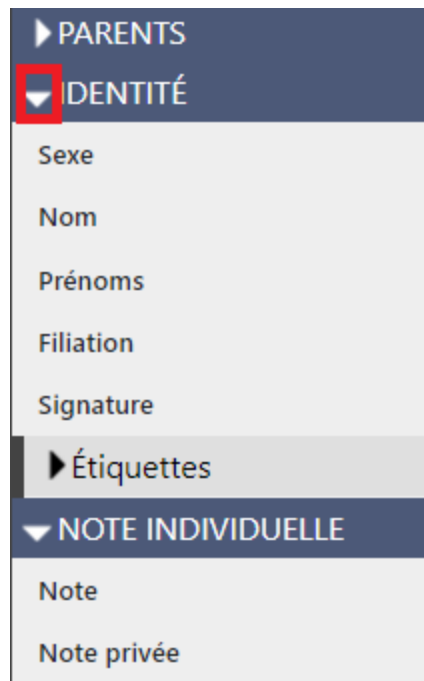 PARENTS
IDENTITÉ
Sexe
Nom
Prénoms
Filiation
Signature
Étiquettes
NOTE INDIVIDUELLE
Note
Note privée